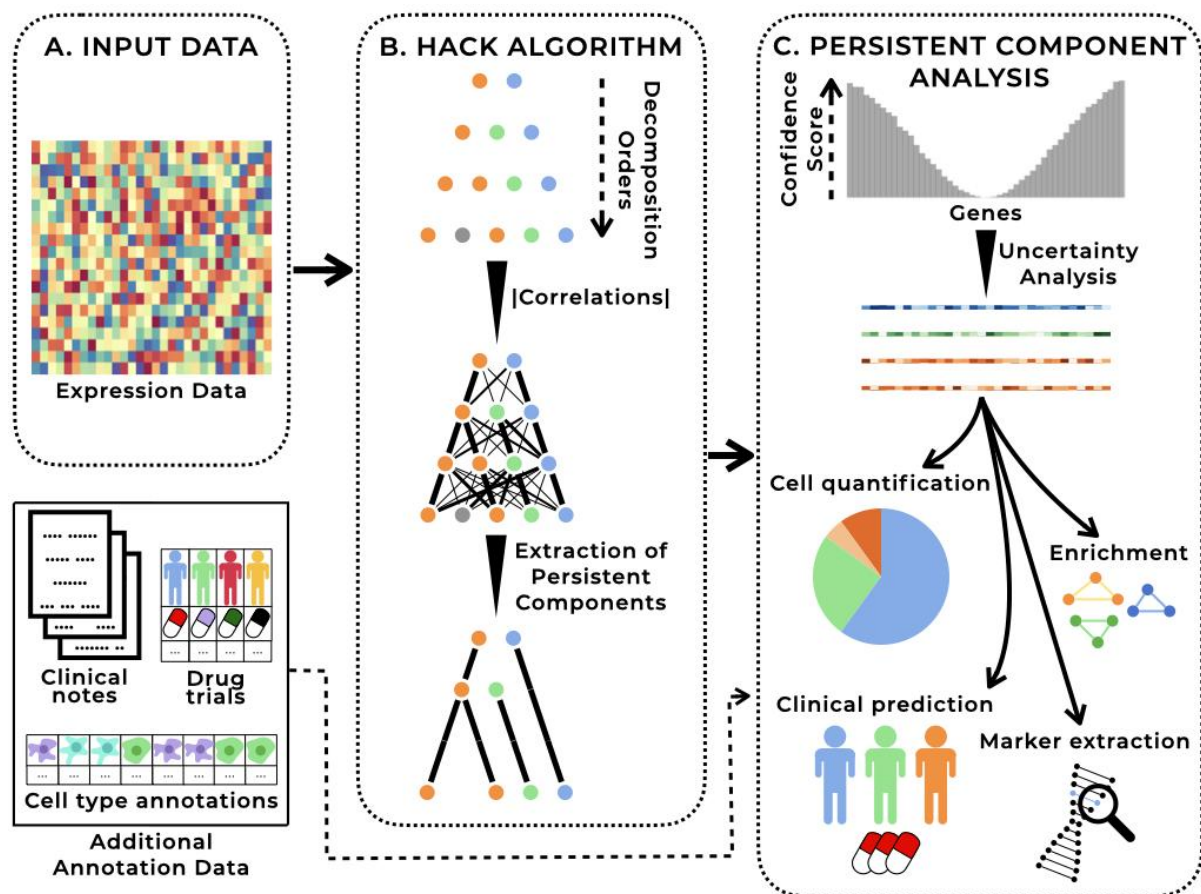 A. INPUT DATA
Expression Data
Clinical
notes
Drug
trials
...
...
...
...
Cell type annotations
...
...
...
...
...
...
...
...
Additional
Annotation Data
B. HACK ALGORITHM
Decomposition
Orders
|Correlations|
Extraction of
Persistent
Components
C. PERSISTENT COMPONENT
ANALYSIS
Confidence
Score
Genes
Uncertainty
Analysis
Cell quantification
Enrichment
Clinical prediction
Marker extraction